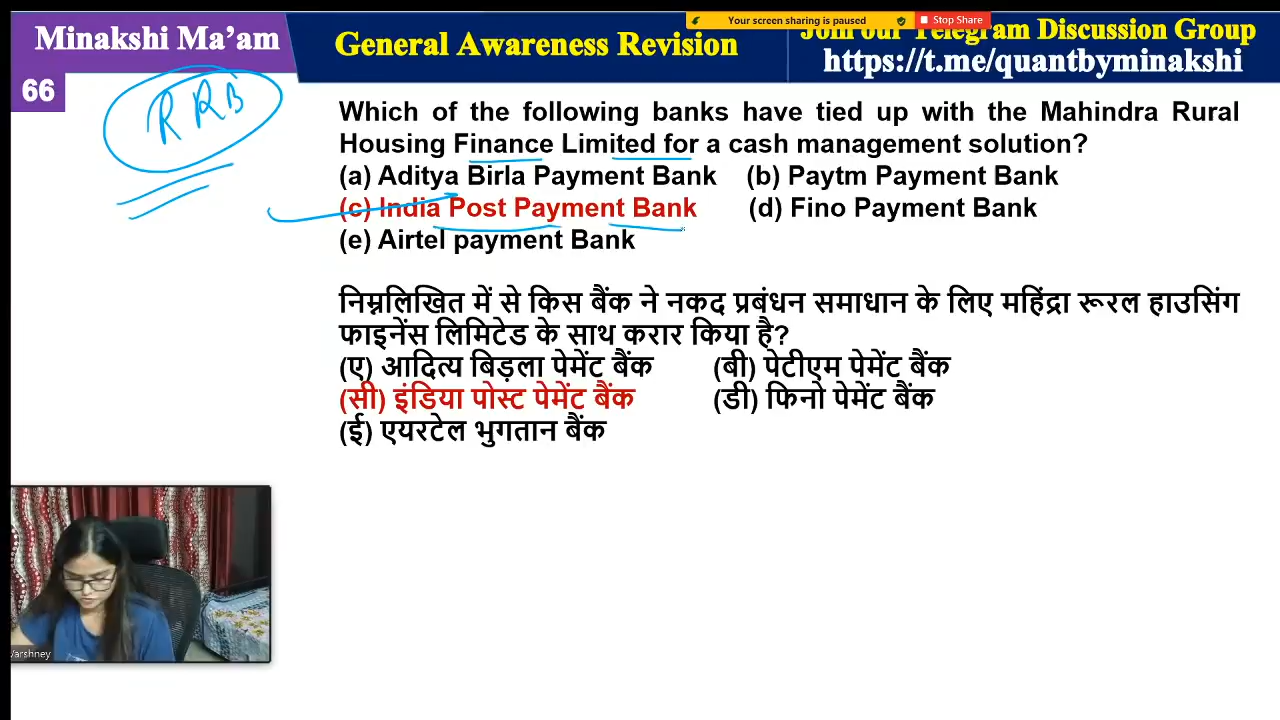 Minakshi Ma'am
General Awareness Revision
Your screen sharing is paused
Stop Share
Join our Telegram Discussion Group
https://t.me/quantbyminakshi
66
RRB
Which of the following banks have tied up with the Mahindra Rural
Housing Finance Limited for a cash management solution?
(a) Aditya Birla Payment Bank (b) Paytm Payment Bank
(c) India Post Payment Bank (d) Fino Payment Bank
(e) Airtel payment Bank
निम्नलिखित में से किस बैंक ने नकद प्रबंधन समाधान के लिए महिंद्रा रूरल हाउसिंग
फाइनेंस लिमिटेड के साथ करार किया है?
(ए) आदित्य बिड़ला पेमेंट बैंक (बी) पेटीएम पेमेंट बैंक
(सी) इंडिया पोस्ट पेमेंट बैंक (डी) फिनो पेमेंट बैंक
(ई) एयरटेल भुगतान बैंक
Varshney